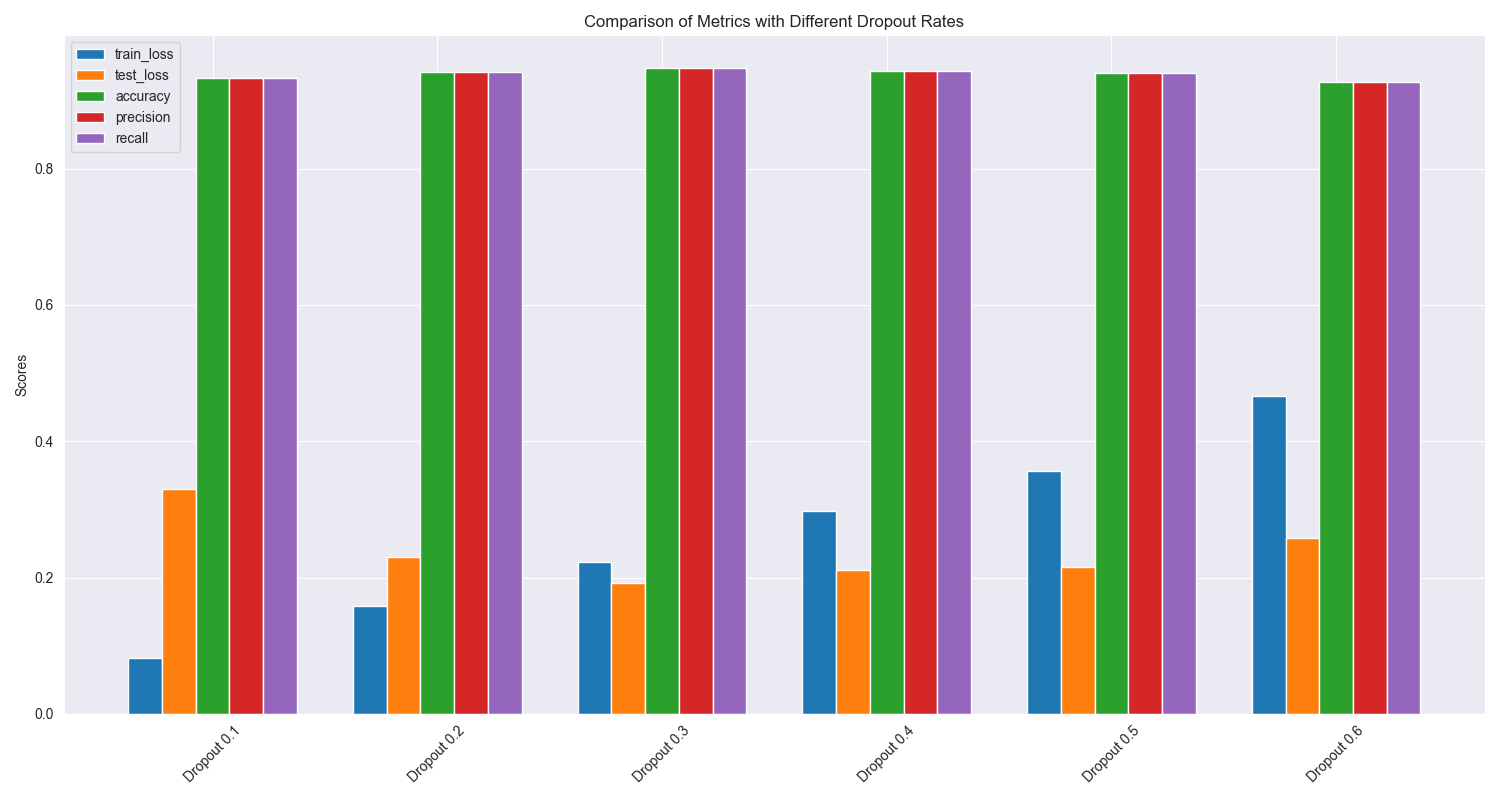 Comparison of Metrics with Different Dropout Rates
train_loss
test_loss
accuracy
precision
recall
0.8
0.6
0.4
0.2
0.0
Scores
Dropout 0.1
Dropout 0.2
Dropout 0.3
Dropout 0.4
Dropout 0.5
Dropout 0.6